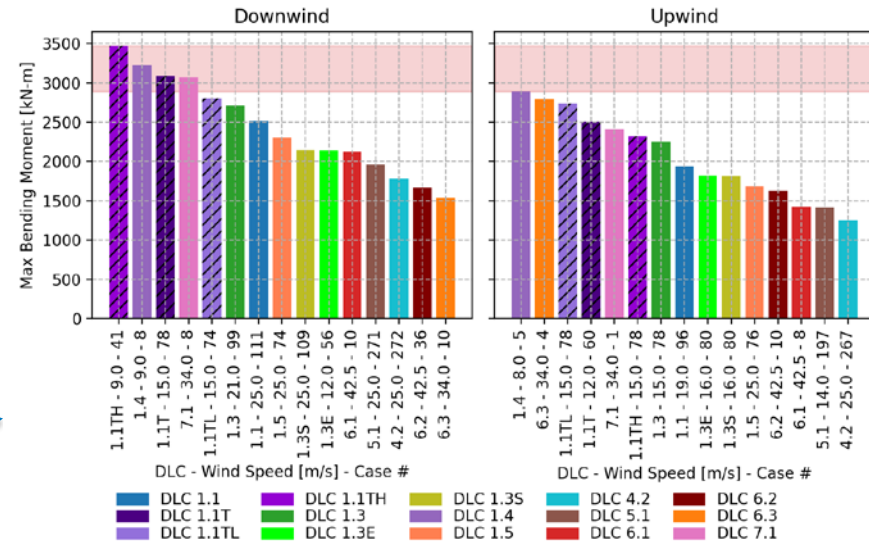 Downwind
Upwind
Max Bending Moment [kN-m]
3500
3000
2500
2000
1500
1000
500
0
1.1TH - 9.0 - 41
1.4 - 9.0 - 8
1.1T - 15.0 - 78
7.1 - 34.0 - 8
1.1TL - 15.0 - 74
1.3 - 21.0 - 99
1.1 - 25.0 - 111
1.5 - 25.0 - 74
1.3S - 25.0 - 109
1.3E - 12.0 - 56
6.1 - 42.5 - 10
5.1 - 25.0 - 271
4.2 - 25.0 - 272
6.2 - 42.5 - 36
6.3 - 34.0 - 10
1.4 - 8.0 - 5
6.3 - 34.0 - 4
1.1TL - 15.0 - 78
1.1T - 12.0 - 60
7.1 - 34.0 - 1
1.1TH - 15.0 - 78
1.3 - 15.0 - 78
1.1 - 19.0 - 96
1.3E - 16.0 - 80
1.3S - 16.0 - 80
1.5 - 25.0 - 76
6.2 - 42.5 - 10
6.1 - 42.5 - 8
5.1 - 14.0 - 197
4.2 - 25.0 - 267
DLC - Wind Speed [m/s] - Case #
DLC - Wind Speed [m/s] - Case #
DLC 1.1
DLC 1.1TH
DLC 1.3S
DLC 4.2
DLC 6.2
DLC 1.1T
DLC 1.3
DLC 1.4
DLC 5.1
DLC 6.3
DLC 1.1TL
DLC 1.3E
DLC 1.5
DLC 6.1
DLC 7.1